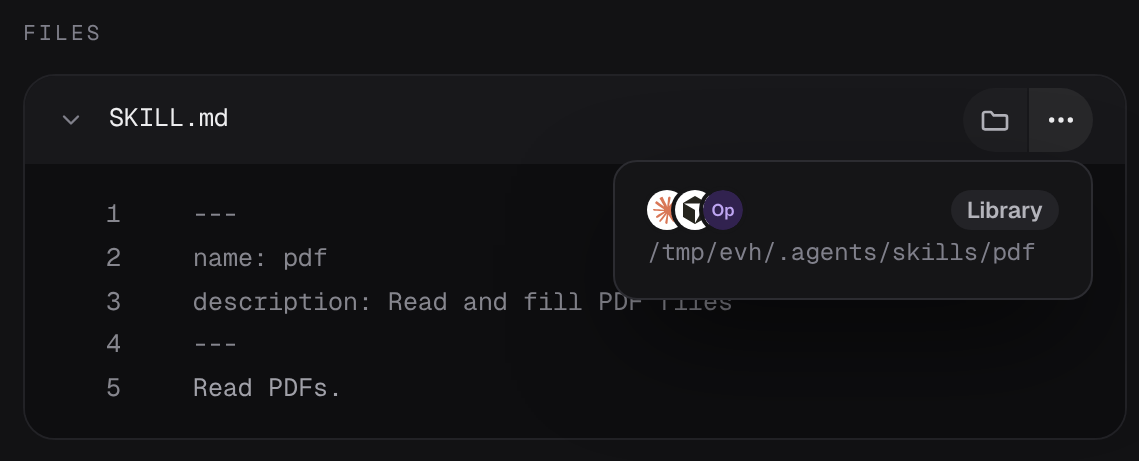 FILES
SKILL.md
Op
Library
/tmp/evh/.agents/skills/pdf
1 ---
2 name: pdf
3 description: Read and fill PDF files
4 ---
5 Read PDFs.